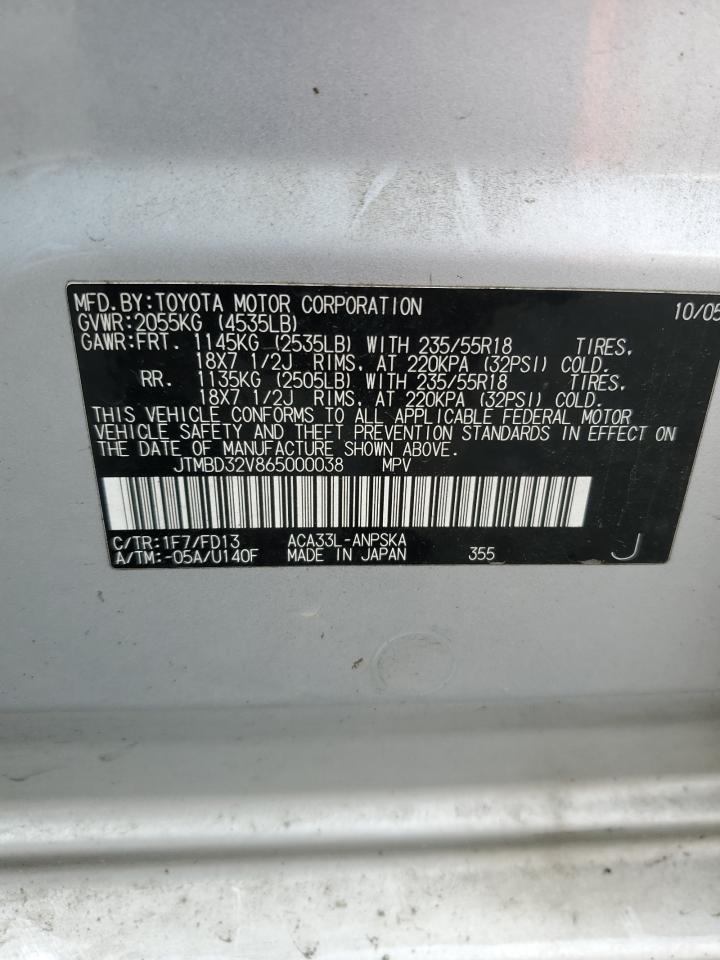 MFD.BY:TOYOTA MOTOR CORPORATION 10/05
GVWR:2055KG (4535LB)
GAWR:FRT. 1145KG (2535LB) WITH 235/55R18 TIRES,
18X7 1/2J RIMS, AT 220KPA (32PSI) COLD.
RR. 1135KG (2505LB) WITH 235/55R18 TIRES,
18X7 1/2J RIMS, AT 220KPA (32PSI) COLD.
THIS VEHICLE CONFORMS TO ALL APPLICABLE FEDERAL MOTOR
VEHICLE SAFETY AND THEFT PREVENTION STANDARDS IN EFFECT ON
THE DATE OF MANUFACTURE SHOWN ABOVE.
JTMBD32V865000038 MPV
C/TR:1F7/FD13 ACA33L-ANPSKA
A/TM:-05A/U140F MADE IN JAPAN 355 J